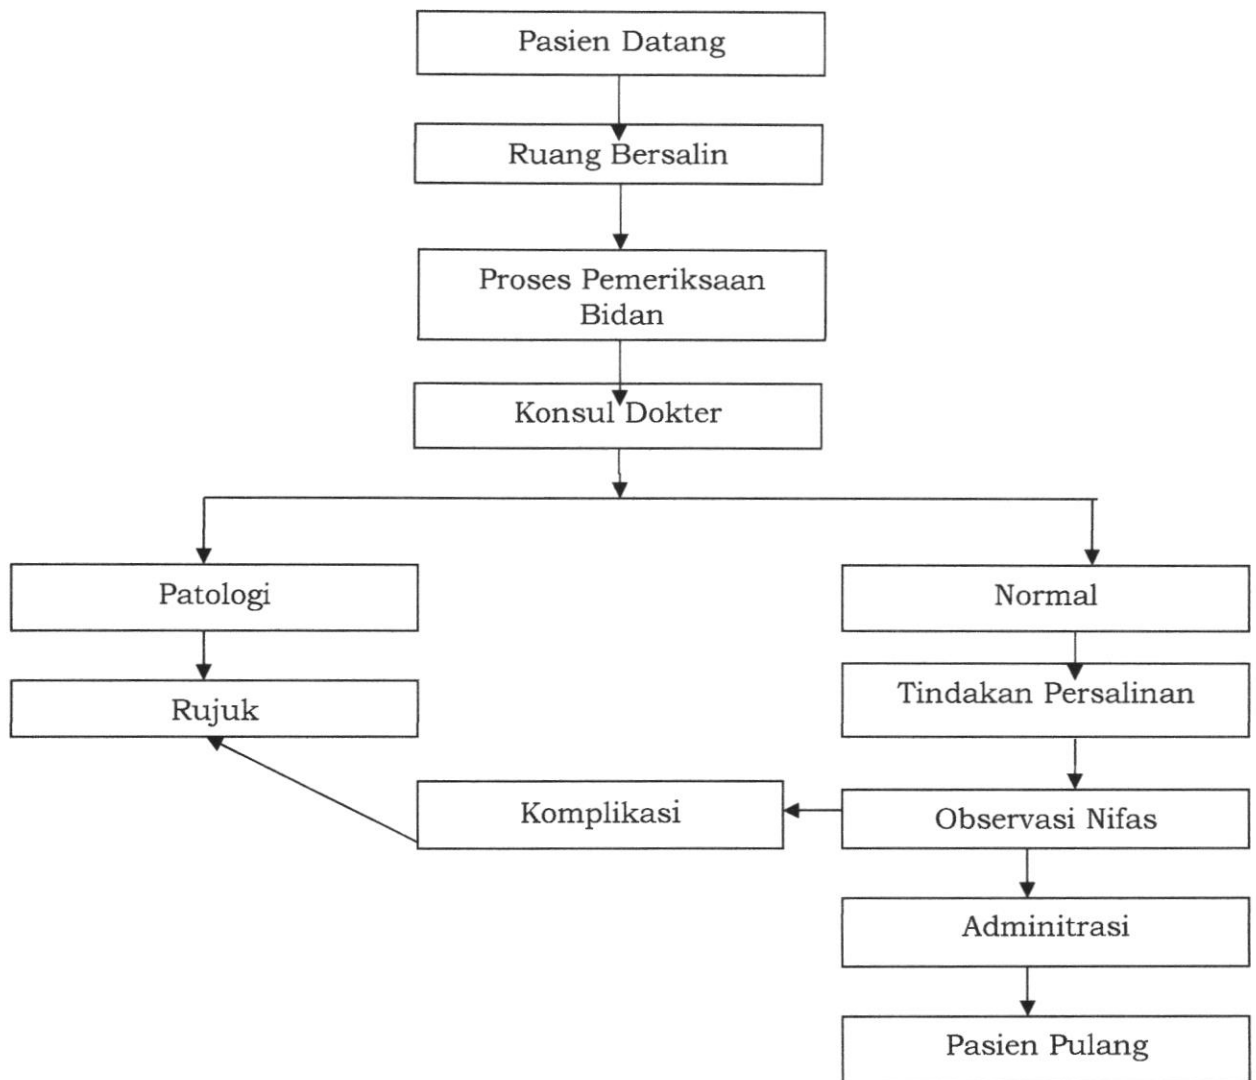 Pasien Datang
Ruang Bersalin
Proses Pemeriksaan
Bidan
Konsul Dokter
Patologi
Normal
Rujuk
Tindakan Persalinan
Komplikasi
Observasi Nifas
Adminitrasi
Pasien Pulang